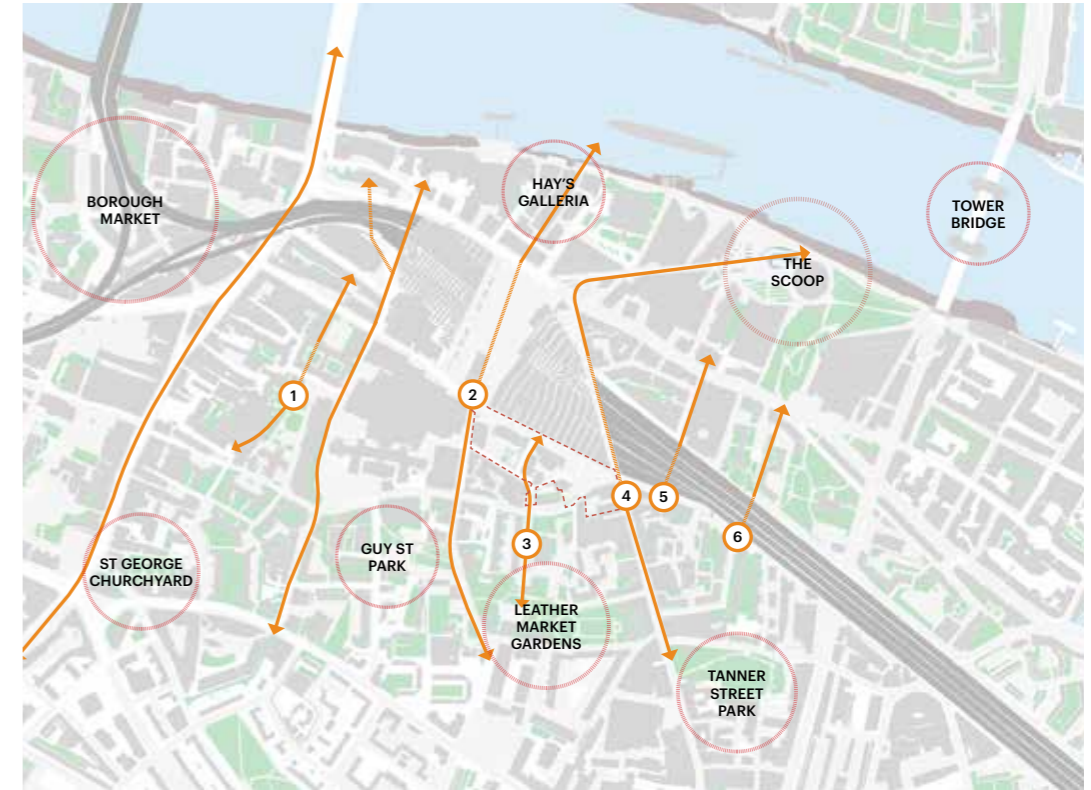 BOROUGH
MARKET
HAY'S
GALLERIA
TOWER
BRIDGE
THE
SCOOP
1
2
3
4
5
6
ST GEORGE
CHURCHYARD
GUY ST
PARK
LEATHER
MARKET
GARDENS
TANNER
STREET
PARK